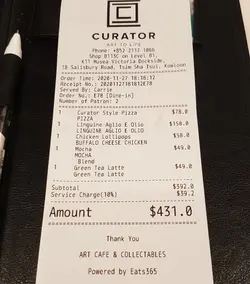 CURATOR
ART TO LIFE
Phone: +852 2117 1066
Shop B113C on Level B1,
K11 Musea Victoria Dockside,
18 Salisbury Road, Tsim Sha Tsui, Kowloon
Order Time: 2020-11-27 18:18:12
Receipt No.: 20201127181812E78
Served By: Carrie
Order No.: E78 [Dine-in]
Number of Patron: 2
1 Curator Style Pizza $78.0
PIZZA
1 Linguine Aglio E Olio $158.0
LINGUINE AGLIO E OLIO
1 Chicken Lollipops $58.0
BUFFALO CHEESE CHICKEN
1 Mocha $49.0
MOCHA
Blend
1 Green Tea Latte $49.0
Green Tea Latte
Subtotal $392.0
Service Charge(10%) $39.2
Amount $431.0
Thank You
ART CAFE & COLLECTABLES
Powered by Eats365